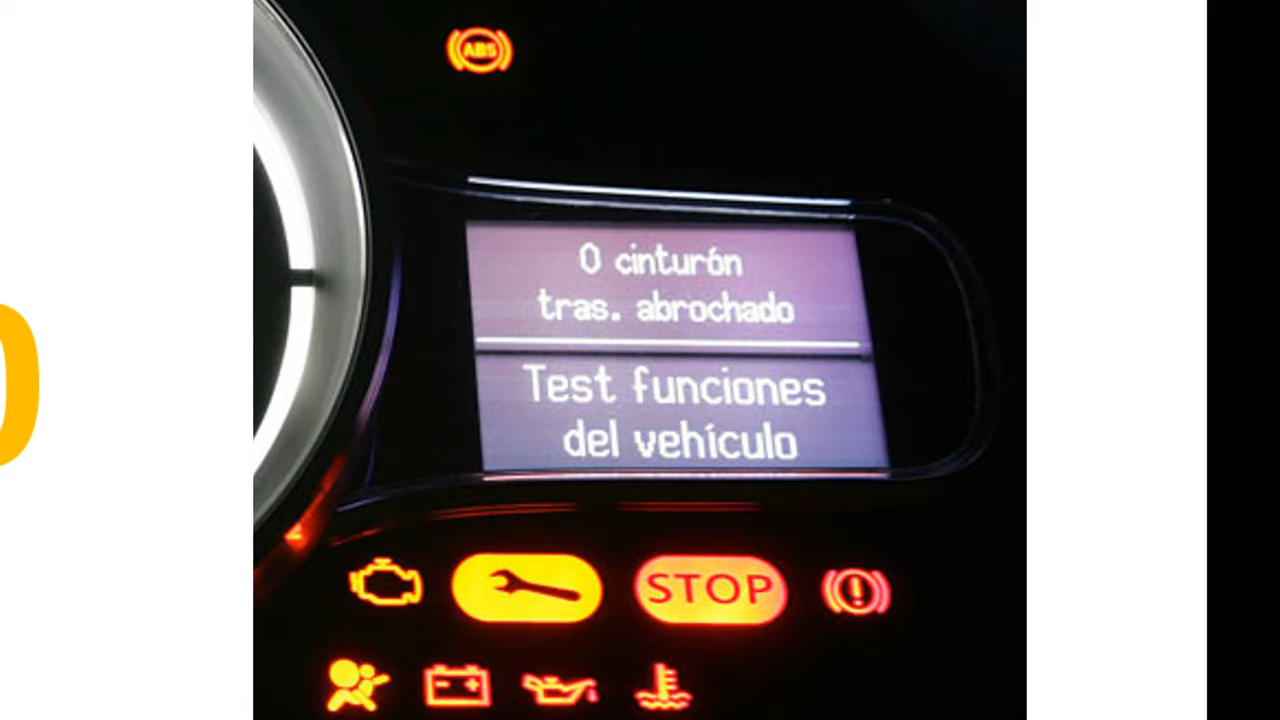 ABS
0 cinturón
tras. abrochado
Test funciones
del vehículo
STOP